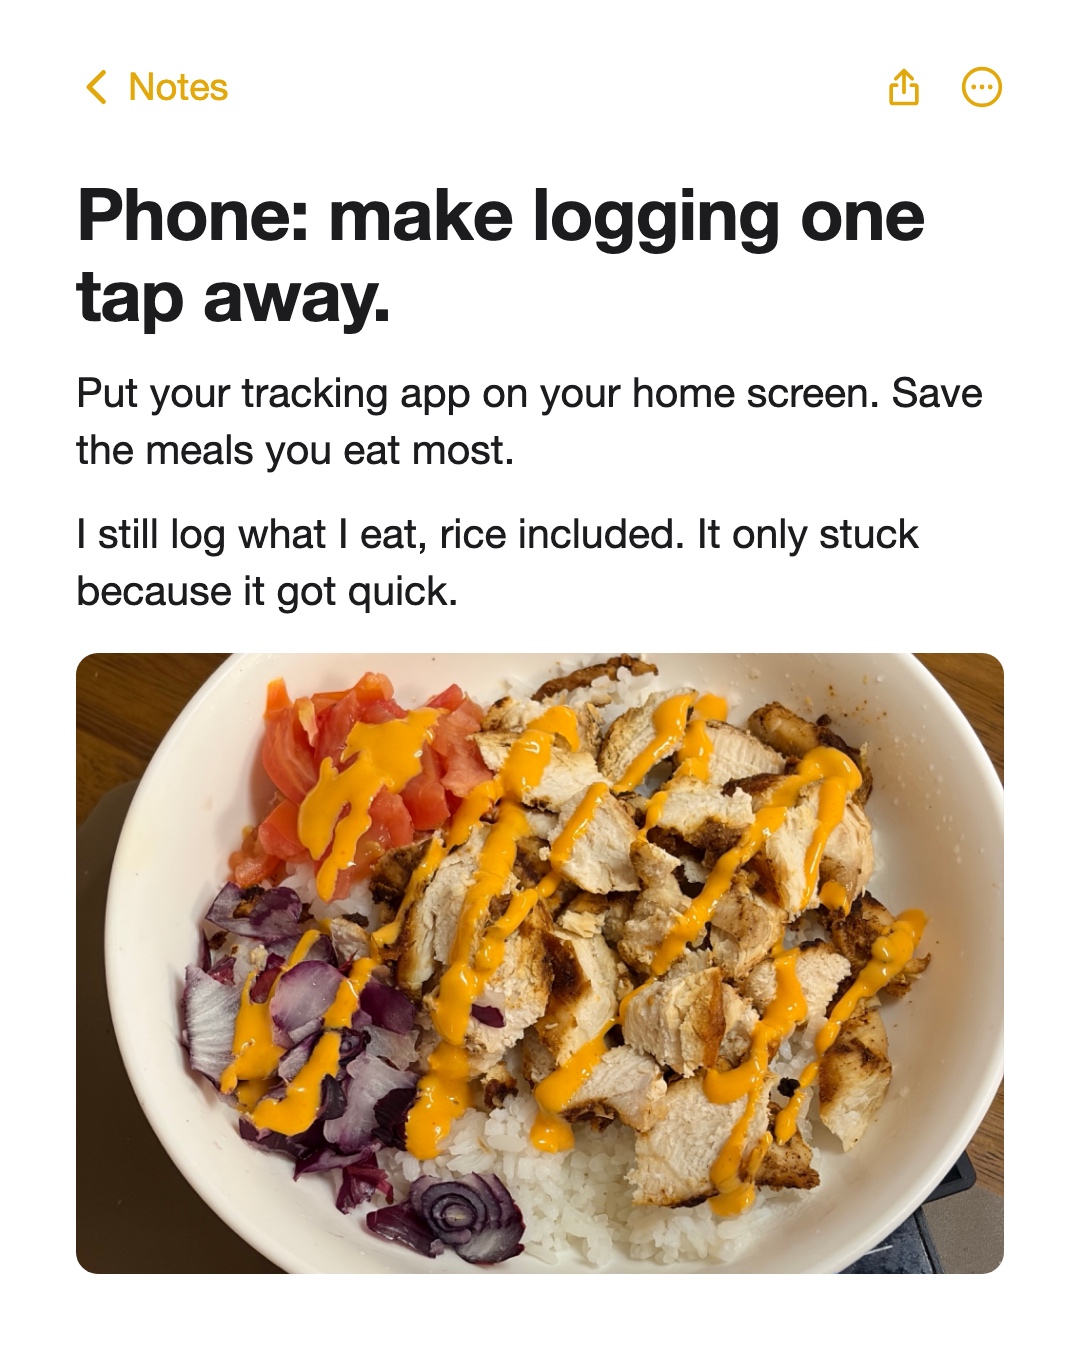 Notes
Phone: make logging one
tap away.
Put your tracking app on your home screen. Save
the meals you eat most.
I still log what I eat, rice included. It only stuck
because it got quick.